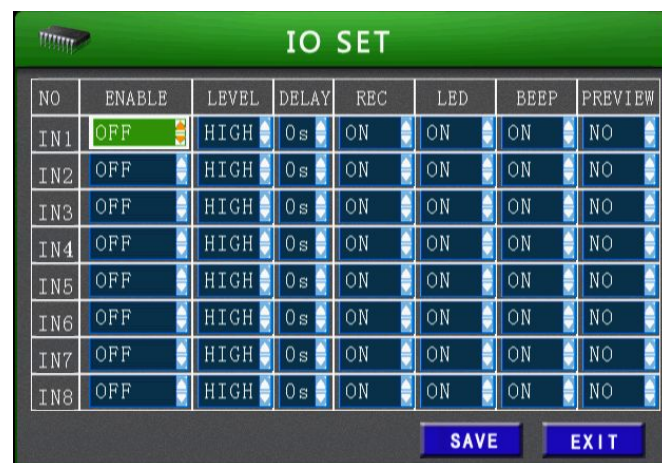 IO SET
NO ENABLE LEVEL DELAY REC LED BEEP PREVIEW
IN1 OFF HIGH 0s ON ON ON NO
IN2 OFF HIGH 0s ON ON ON NO
IN3 OFF HIGH 0s ON ON ON NO
IN4 OFF HIGH 0s ON ON ON NO
IN5 OFF HIGH 0s ON ON ON NO
IN6 OFF HIGH 0s ON ON ON NO
IN7 OFF HIGH 0s ON ON ON NO
IN8 OFF HIGH 0s ON ON ON NO
SAVE EXIT